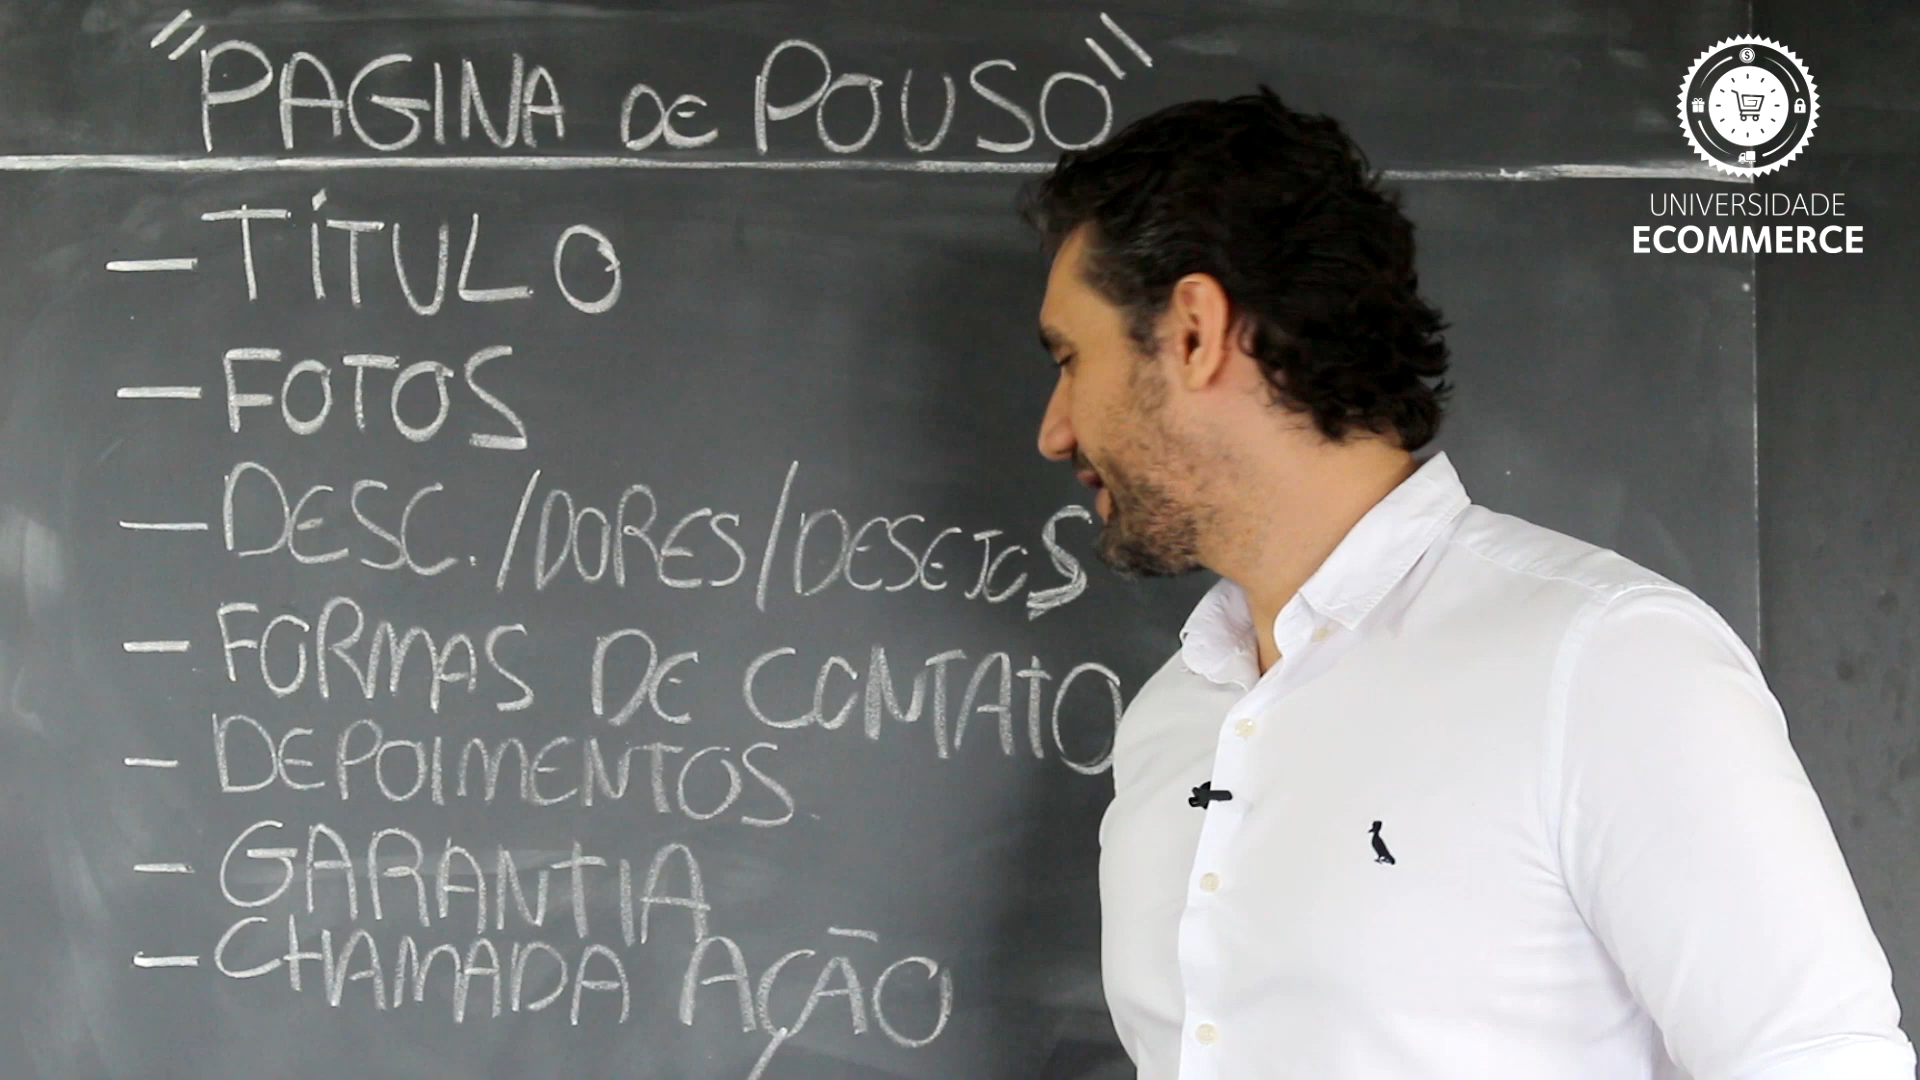 "PAGINA DE POUSO"
UNIVERSIDADE
ECOMMERCE
- TÍTULO
- FOTOS
- DESC./DORES/DESEJOS
- FORMAS DE CONTATO
- DEPOIMENTOS
- GARANTIA
- CHAMADA AÇÃO